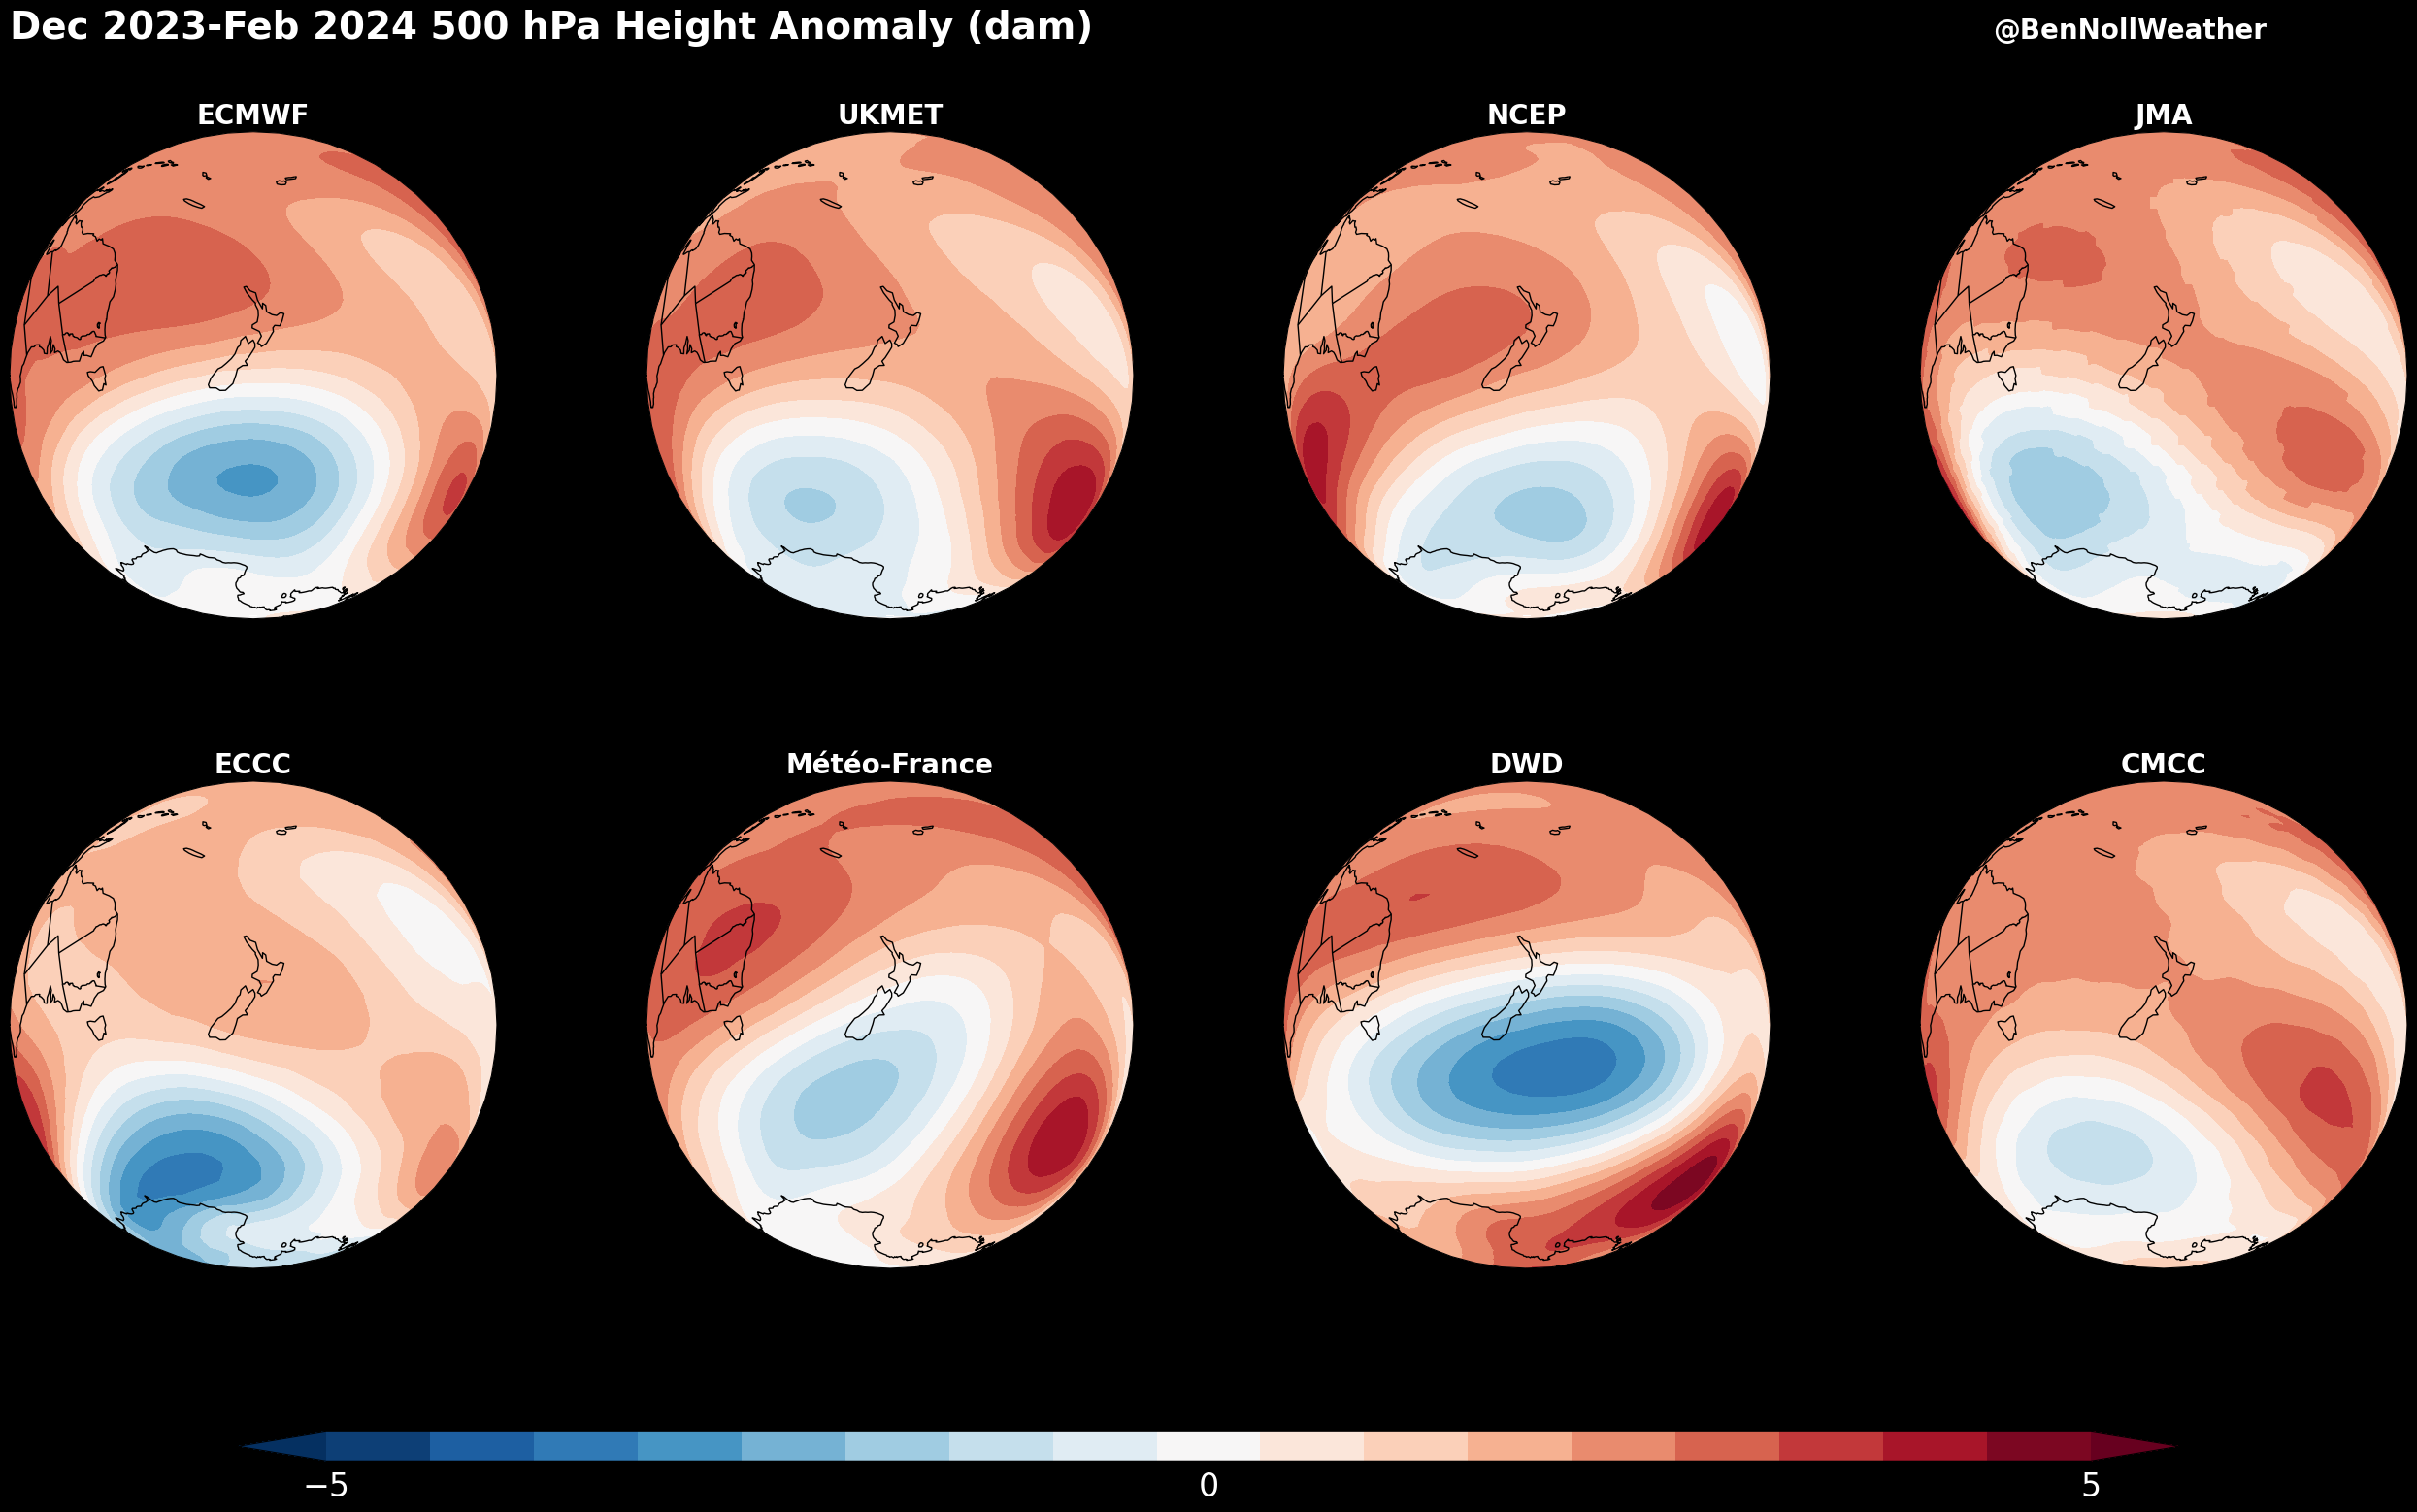 Dec 2023-Feb 2024 500 hPa Height Anomaly (dam)
@BenNollWeather
ECMWF
UKMET
NCEP
JMA
ECCC
Météo-France
DWD
CMCC
−5
0
5